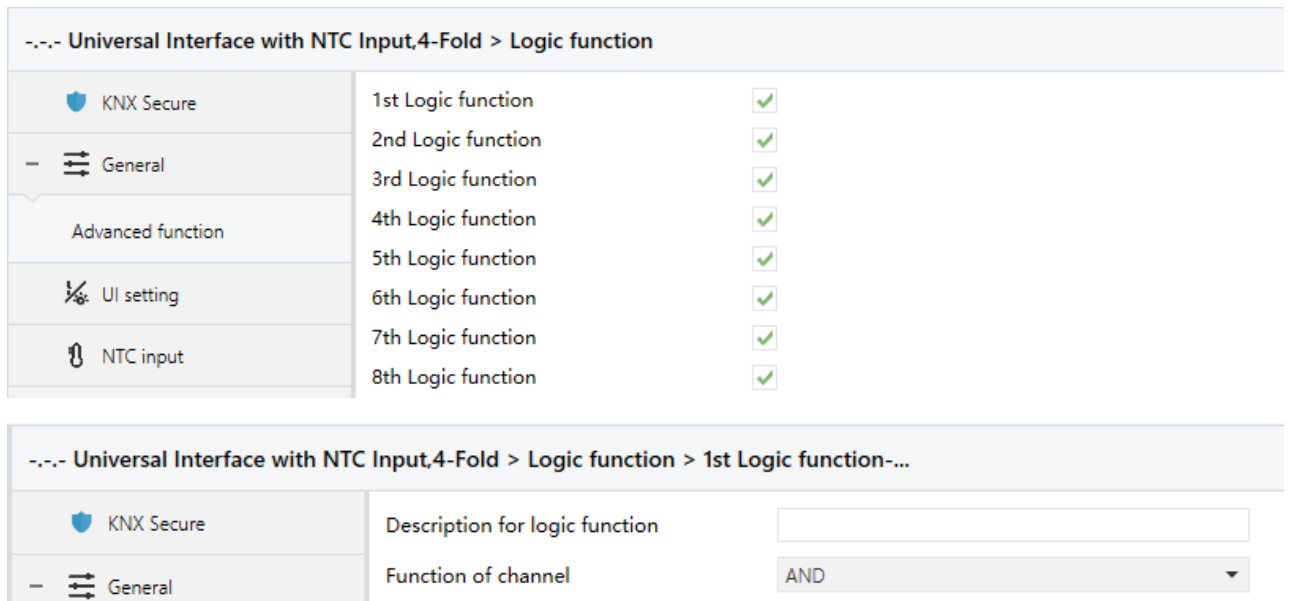 -.-.- Universal Interface with NTC Input,4-Fold > Logic function
KNX Secure
General
Advanced function
UI setting
NTC input
1st Logic function
2nd Logic function
3rd Logic function
4th Logic function
5th Logic function
6th Logic function
7th Logic function
8th Logic function
-.-.- Universal Interface with NTC Input,4-Fold > Logic function > 1st Logic function-...
KNX Secure
General
Description for logic function
Function of channel AND